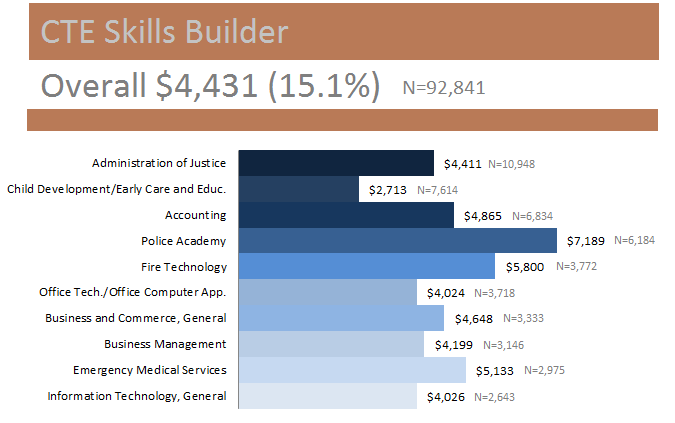 CTE Skills Builder
Overall $4,431 (15.1%) N=92,841
Administration of Justice $4,411 N=10,948
Child Development/Early Care and Educ. $2,713 N=7,614
Accounting $4,865 N=6,834
Police Academy $7,189 N=6,184
Fire Technology $5,800 N=3,772
Office Tech./Office Computer App. $4,024 N=3,718
Business and Commerce, General $4,648 N=3,333
Business Management $4,199 N=3,146
Emergency Medical Services $5,133 N=2,975
Information Technology, General $4,026 N=2,643